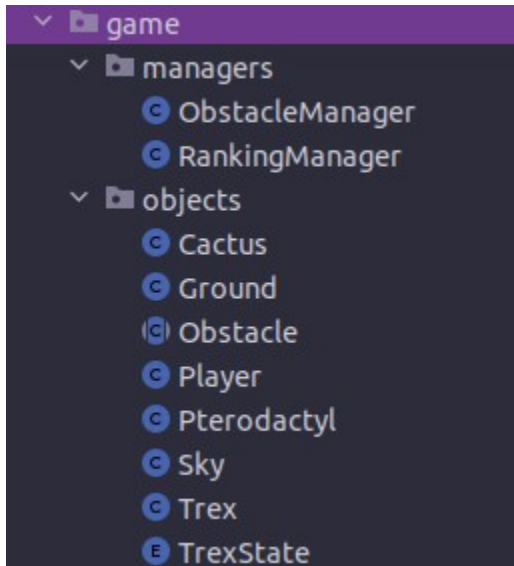 game
managers
C ObstacleManager
C RankingManager
objects
C Cactus
C Ground
C Obstacle
C Player
C Pterodactyl
C Sky
C Trex
E TrexState